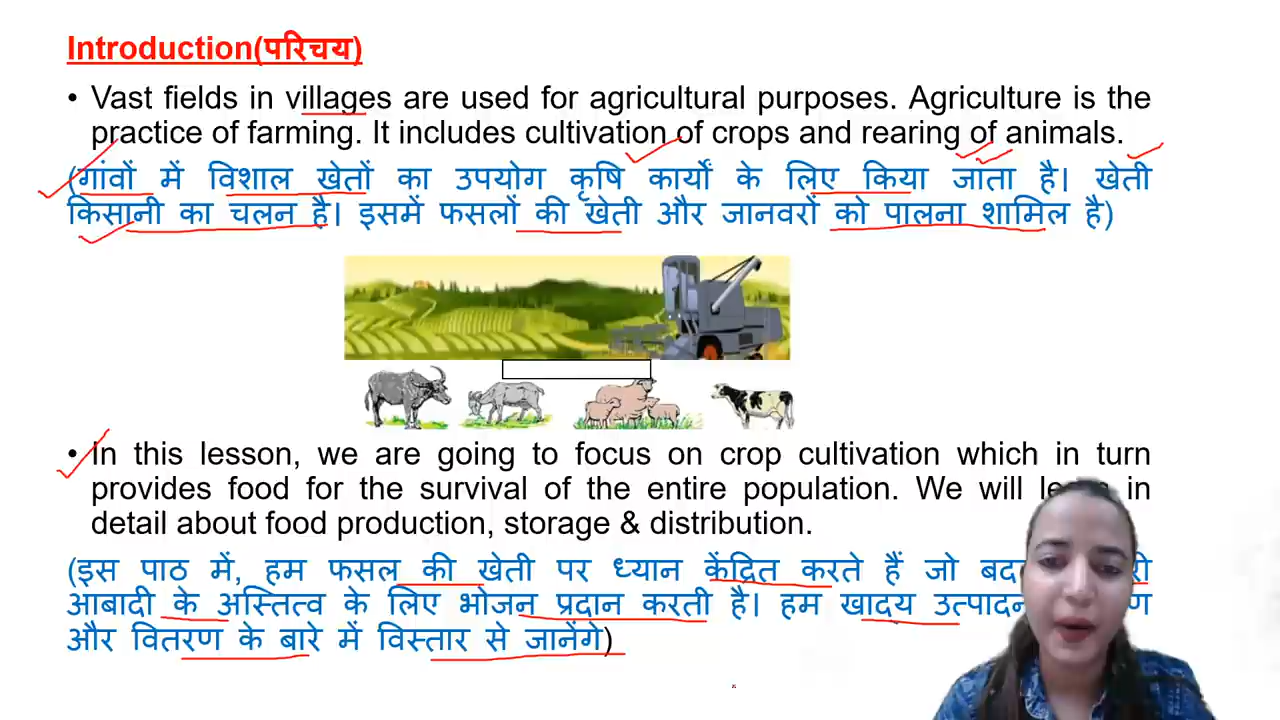 Introduction(परिचय)
• Vast fields in villages are used for agricultural purposes. Agriculture is the
practice of farming. It includes cultivation of crops and rearing of animals.
(गांवों में विशाल खेतों का उपयोग कृषि कार्यों के लिए किया जाता है। खेती
किसानी का चलन है। इसमें फसलों की खेती और जानवरों को पालना शामिल है)
• In this lesson, we are going to focus on crop cultivation which in turn
provides food for the survival of the entire population. We will in
detail about food production, storage & distribution.
(इस पाठ में, हम फसल की खेती पर ध्यान केंद्रित करते हैं जो
आबादी के अस्तित्व के लिए भोजन प्रदान करती है। हम खादय उत्पादन
और वितरण के बारे में विस्तार से जानेंगे)